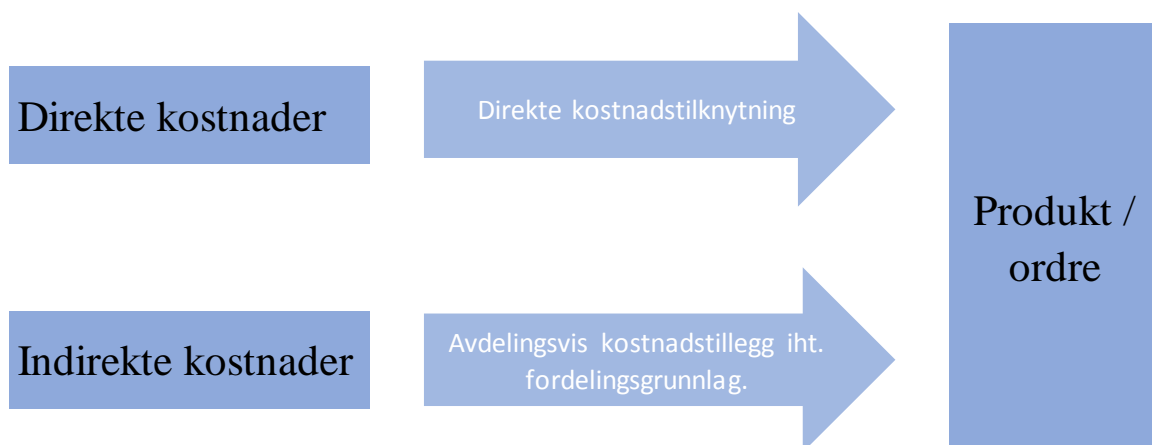 Direkte kostnader
Direkte kostnadstilknytning
Produkt /
ordre
Indirekte kostnader
Avdelingsvis kostnadstillegg iht.
fordelingsgrunnlag.